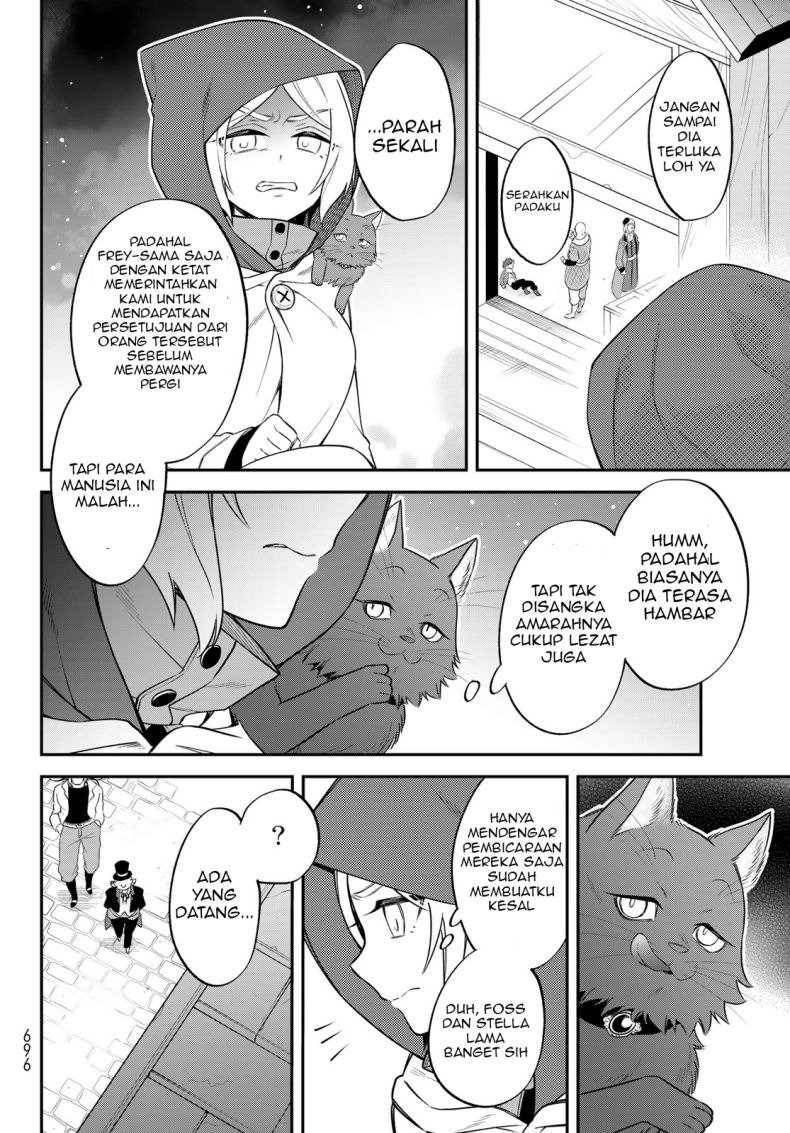 JANGAN
SAMPAI
DIA
TERLUKA
LOH YA
SERAHKAN
PADAKU
...PARAH
SEKALI
PADAHAL
FREY-SAMA SAJA
DENGAN KETAT
MEMERINTAHKAN
KAMI UNTUK
MENDAPATKAN
PERSETUJUAN DARI
ORANG TERSEBUT
SEBELUM
MEMBAWANYA
PERGI
TAPI PARA
MANUSIA INI
MALAH...
HUMM,
PADAHAL
BIASANYA
DIA TERASA
HAMBAR
TAPI TAK
DISANGKA
AMARAHNYA
CUKUP LEZAT
JUGA
HANYA
MENDENGAR
PEMBICARAAN
MEREKA SAJA
SUDAH
MEMBUATKU
KESAL
DUH, FOSS
DAN STELLA
LAMA
BANGET SIH
?
ADA
YANG
DATANG...
696